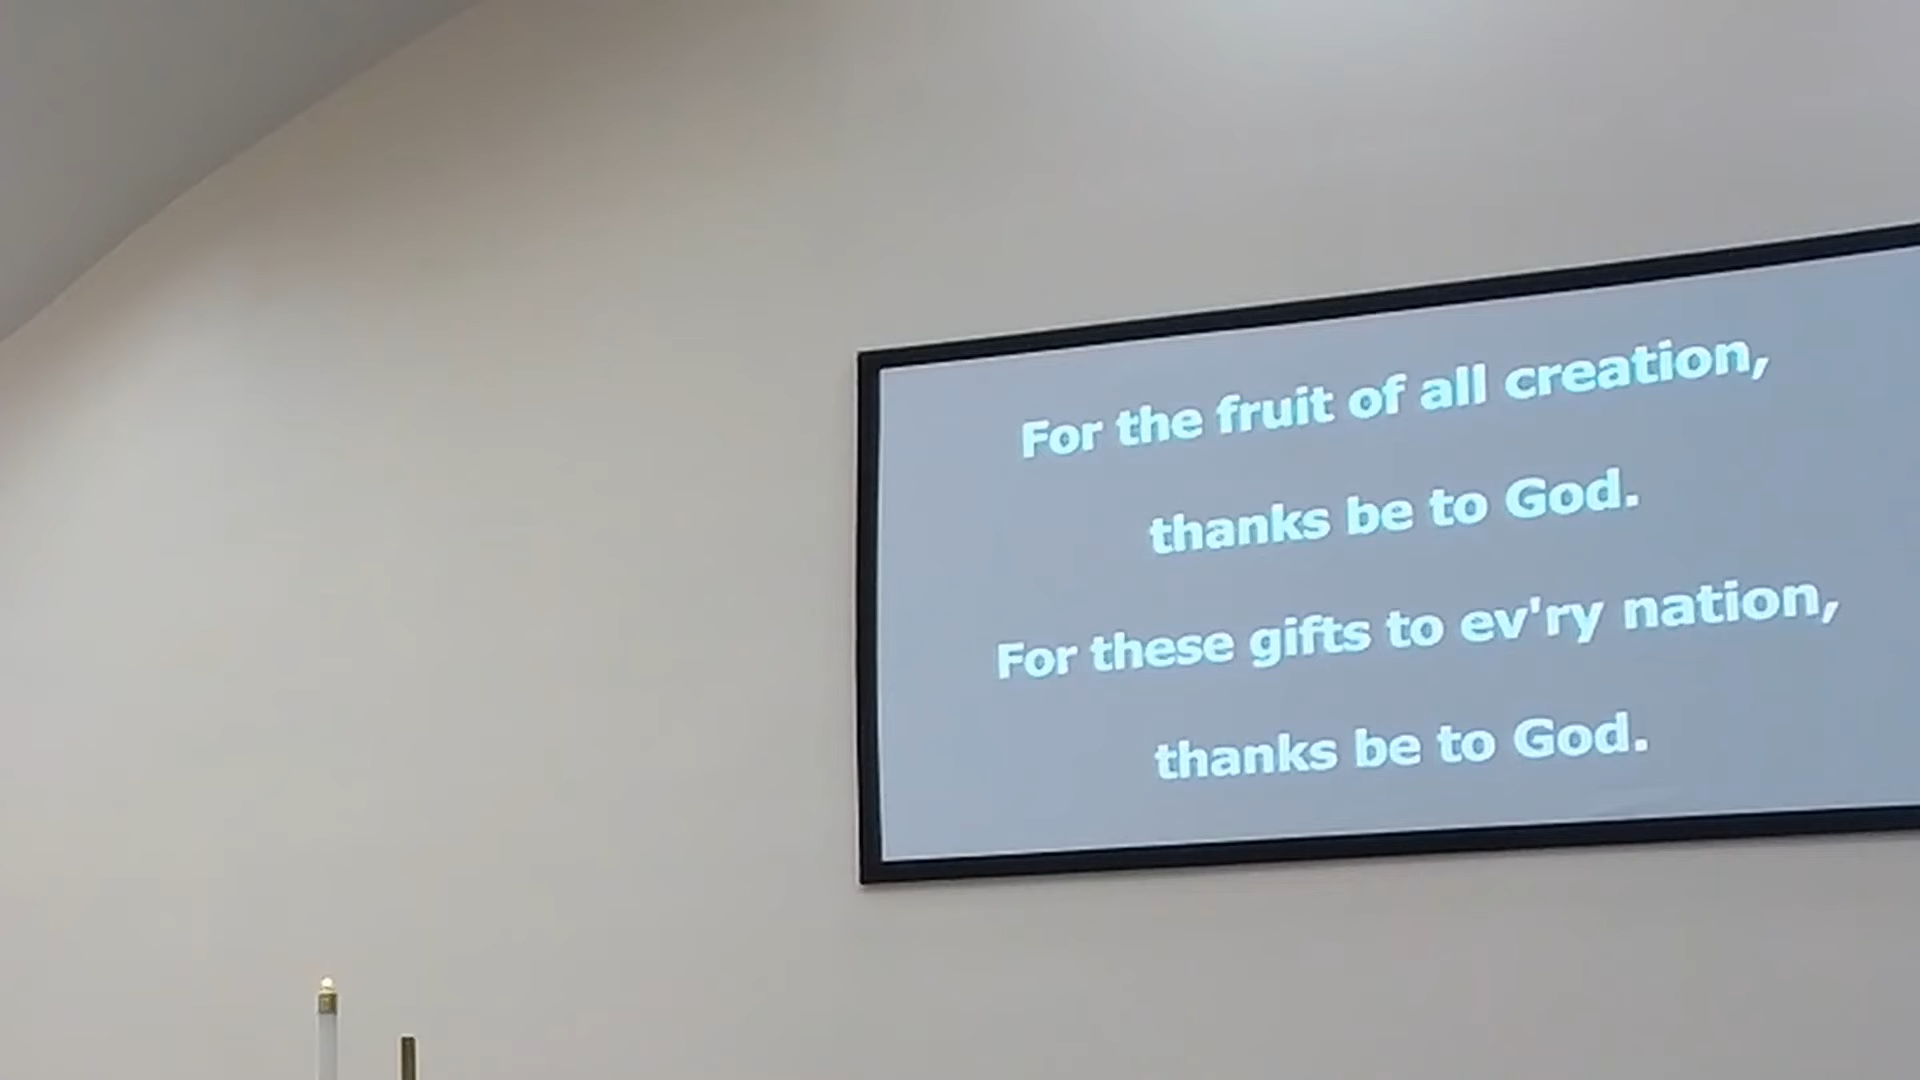 For the fruit of all creation,
thanks be to God.
For these gifts to ev'ry nation,
thanks be to God.